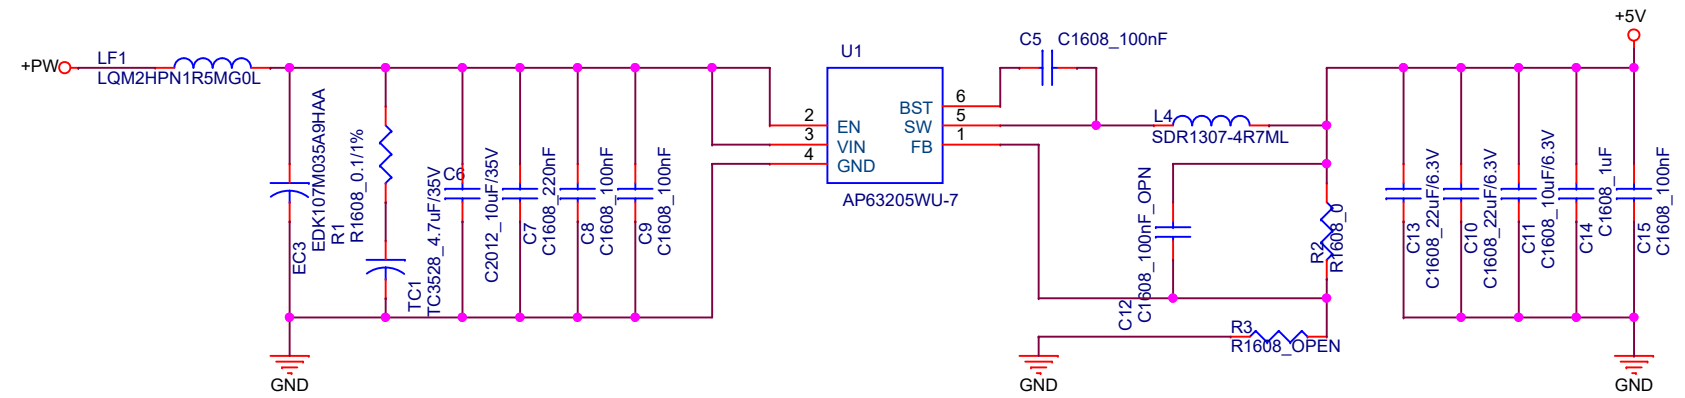 +PW
LF1
LQM2HPN1R5MG0L
EC3
EDK107M035A9HAA
R1
R1608_0.1/1%
TC1
TC3528_4.7uF/35V
C6
C2012_10uF/35V
C7
C1608_220nF
C8
C1608_100nF
C9
C1608_100nF
GND
U1
2
3
4
EN
VIN
GND
BST
SW
FB
6
5
1
AP63205WU-7
C5
C1608_100nF
L4
SDR1307-4R7ML
C12
C1608_100nF_OPN
R2
R1608_0
R3
R1608_OPEN
GND
+5V
C13
C1608_22uF/6.3V
C10
C1608_22uF/6.3V
C11
C1608_10uF/6.3V
C14
C1608_1uF
C15
C1608_100nF
GND